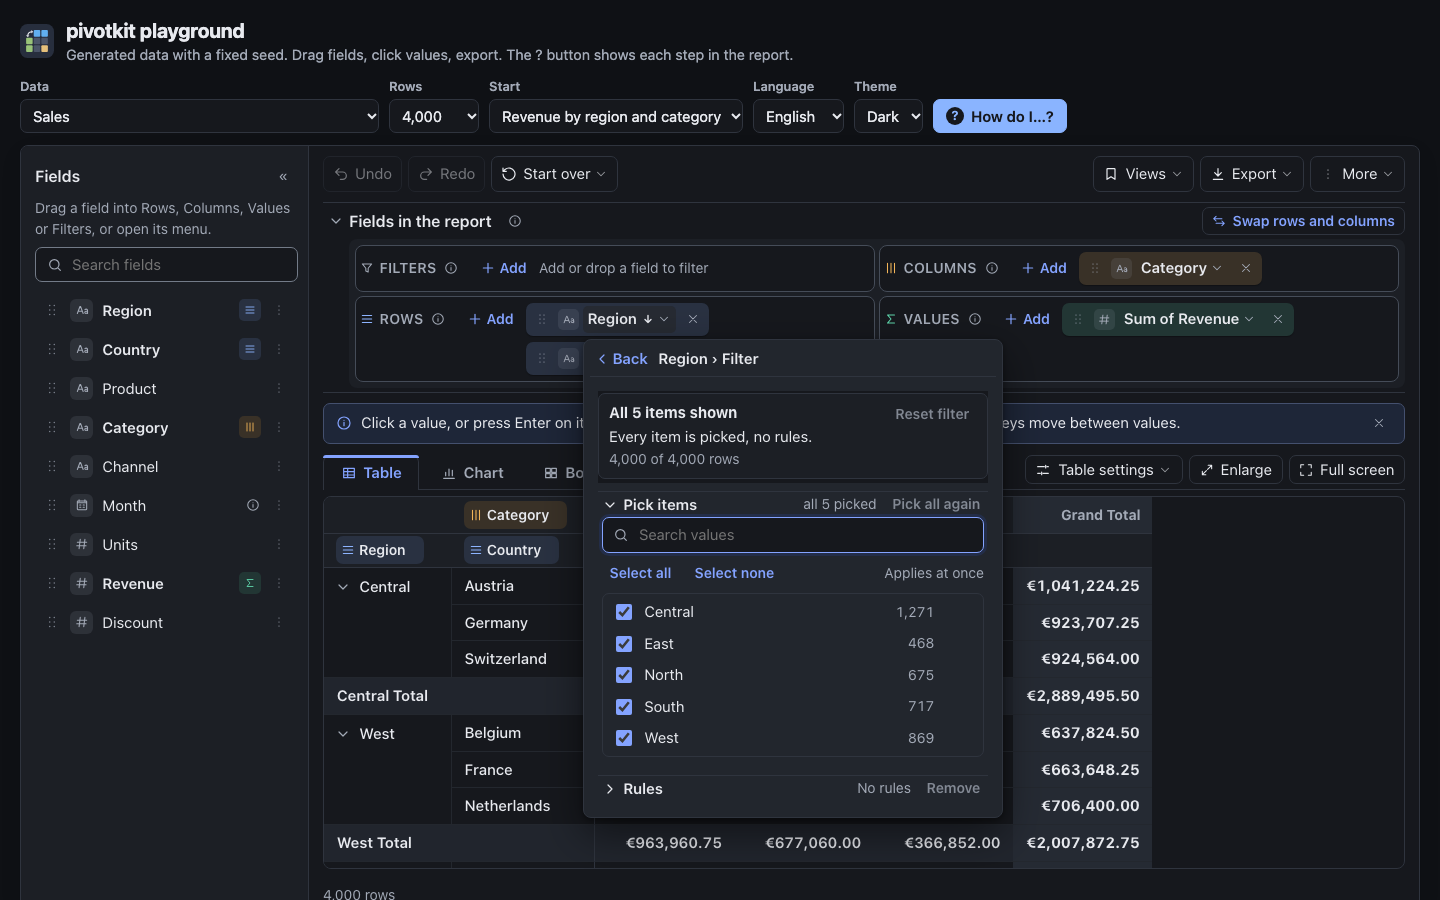 pivotkit playground
Generated data with a fixed seed. Drag fields, click values, export. The ? button shows each step in the report.
Data
Rows
Start
Language
Theme
Sales
4,000
Revenue by region and category
English
Dark
? How do I...?
Fields
«
Drag a field into Rows, Columns, Values
or Filters, or open its menu.
Search fields
Aa Region
Aa Country
Aa Product
Aa Category
Aa Channel
Month
# Units
# Revenue Σ
# Discount
Undo
Redo
Start over
Views
Export
More
Fields in the report
Swap rows and columns
FILTERS
+ Add
Add or drop a field to filter
COLUMNS
+ Add
Aa Category ×
ROWS
+ Add
Aa Region ↓ ×
Aa
Σ VALUES
+ Add
# Sum of Revenue ×
‹ Back
Region › Filter
All 5 items shown
Reset filter
Every item is picked, no rules.
4,000 of 4,000 rows
Pick items
all 5 picked
Pick all again
Search values
Select all
Select none
Applies at once
Central 1,271
East 468
North 675
South 717
West 869
Rules
No rules
Remove
Click a value, or press Enter on it
eys move between values.
×
Table
Chart
Bo
Table settings
Enlarge
Full screen
Category
Grand Total
Region
Country
Central
Austria
€1,041,224.25
Germany
€923,707.25
Switzerland
€924,564.00
Central Total
€2,889,495.50
West
Belgium
€637,824.50
France
€663,648.25
Netherlands
€706,400.00
West Total
€963,960.75
€677,060.00
€366,852.00
€2,007,872.75
4,000 rows